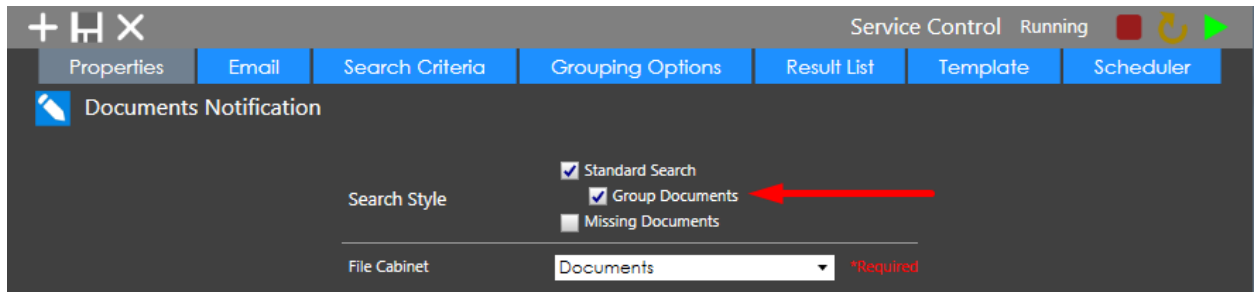 Service Control Running
Properties Email Search Criteria Grouping Options Result List Template Scheduler
Documents Notification
Standard Search
Search Style Group Documents
Missing Documents
File Cabinet Documents *Required